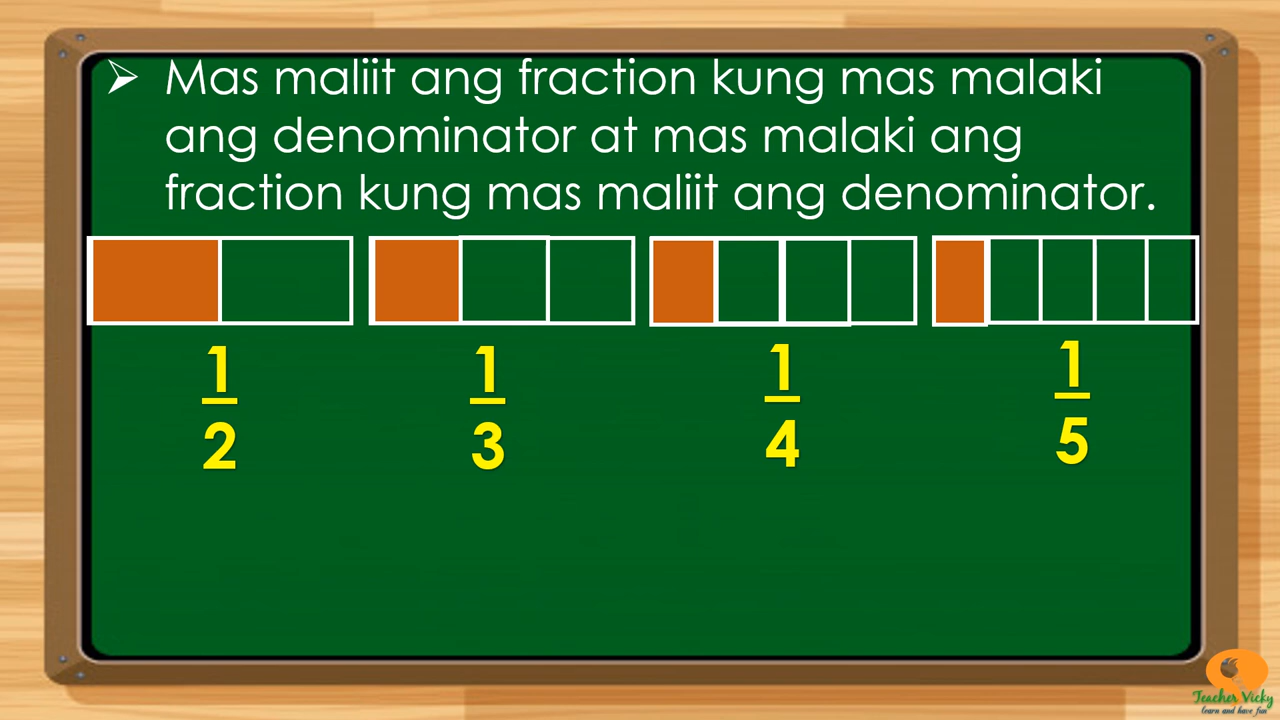 ➢ Mas maliit ang fraction kung mas malaki
ang denominator at mas malaki ang
fraction kung mas maliit ang denominator.
1/2 1/3 1/4 1/5
Teacher Vicky
learn and have fun